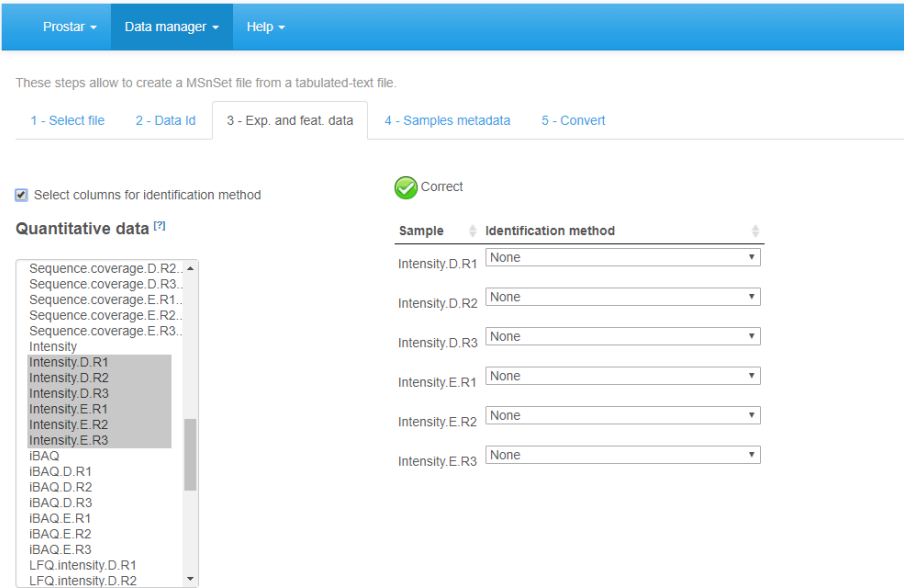 Prostar Data manager Help
These steps allow to create a MSnSet file from a tabulated-text file.
1 - Select file 2 - Data Id 3 - Exp. and feat. data 4 - Samples metadata 5 - Convert
Select columns for identification method
Quantitative data [?]
Sequence.coverage.D.R2..
Sequence.coverage.D.R3..
Sequence.coverage.E.R1..
Sequence.coverage.E.R2..
Sequence.coverage.E.R3..
Intensity
Intensity.D.R1
Intensity.D.R2
Intensity.D.R3
Intensity.E.R1
Intensity.E.R2
Intensity.E.R3
iBAQ
iBAQ.D.R1
iBAQ.D.R2
iBAQ.D.R3
iBAQ.E.R1
iBAQ.E.R2
iBAQ.E.R3
LFQ.intensity.D.R1
LFQ.intensity.D.R2
Correct
Sample Identification method
Intensity.D.R1 None
Intensity.D.R2 None
Intensity.D.R3 None
Intensity.E.R1 None
Intensity.E.R2 None
Intensity.E.R3 None